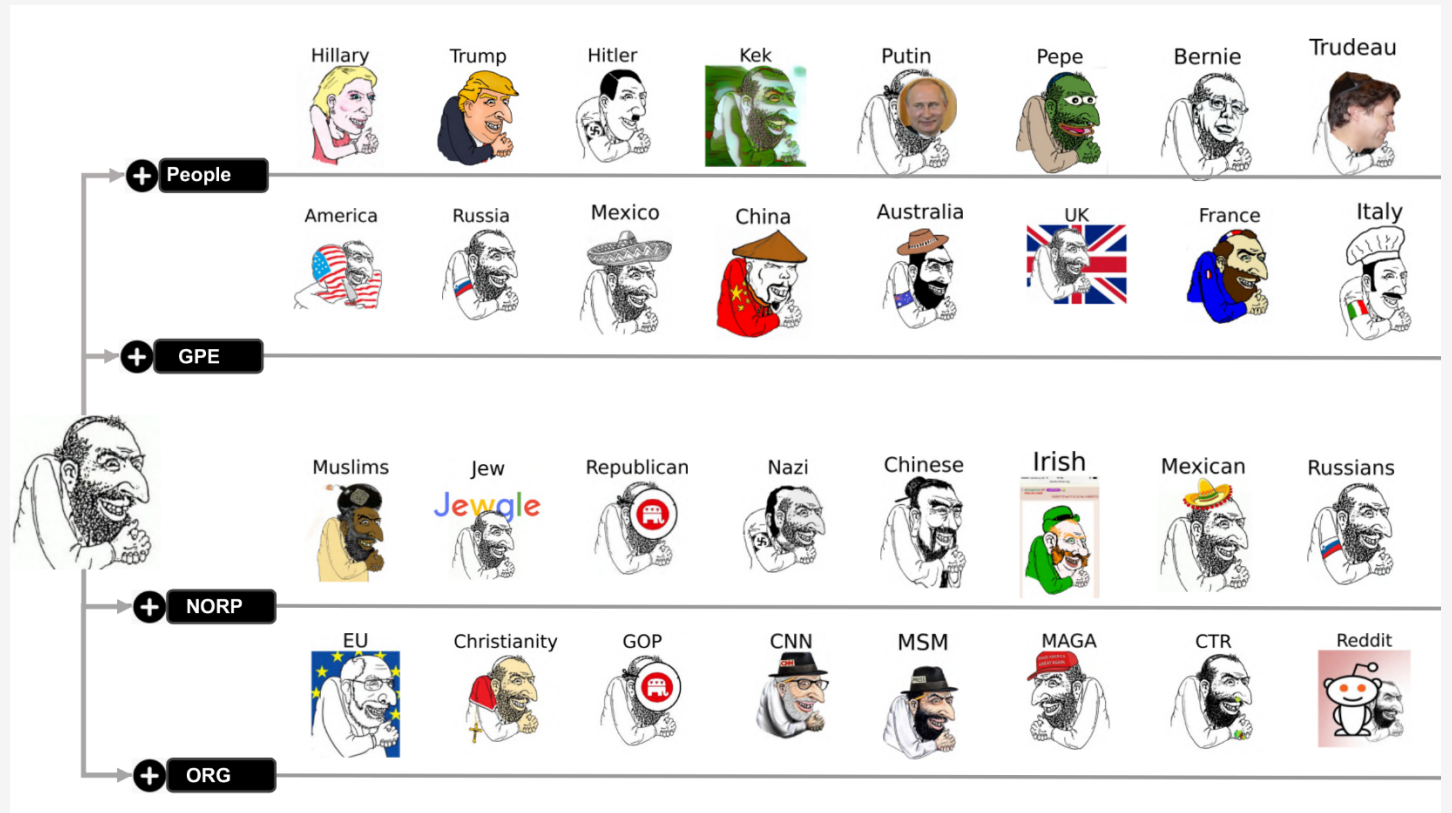 Hillary Trump Hitler Kek Putin Pepe Bernie Trudeau
People
America Russia Mexico China Australia UK France Italy
GPE
Muslims Jew Republican Nazi Chinese Irish Mexican Russians
Jewgle
NORP
EU Christianity GOP CNN MSM MAGA CTR Reddit
ORG